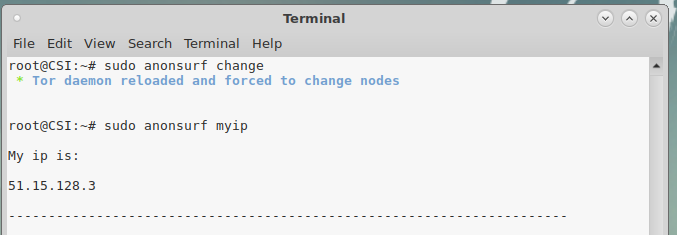 Terminal
File Edit View Search Terminal Help
root@CSI:~# sudo anonsurf change
* Tor daemon reloaded and forced to change nodes
root@CSI:~# sudo anonsurf myip
My ip is:
51.15.128.3
----------------------------------------------------------------------